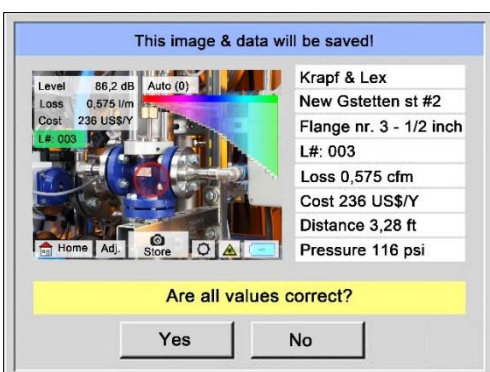 This image & data will be saved!
Level 86,2 dB
Auto (0)
Loss 0,575 l/m
Cost 236 US$/Y
L#: 003
Home
Adj.
Store
Krapf & Lex
New Gstetten st #2
Flange nr. 3 - 1/2 inch
L#: 003
Loss 0,575 cfm
Cost 236 US$/Y
Distance 3,28 ft
Pressure 116 psi
Are all values correct?
Yes
No